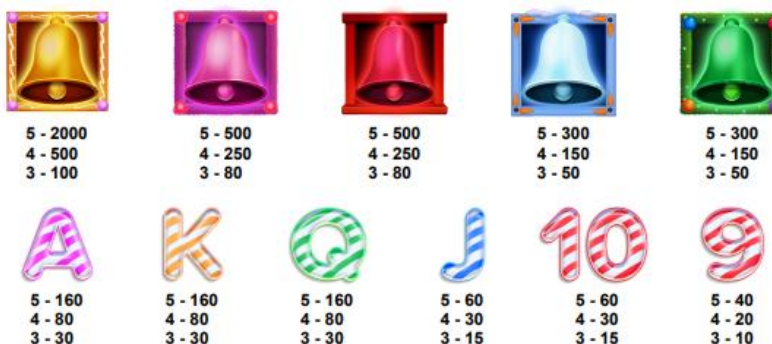 5 - 2000 5 - 500 5 - 500 5 - 300 5 - 300
4 - 500 4 - 250 4 - 250 4 - 150 4 - 150
3 - 100 3 - 80 3 - 80 3 - 50 3 - 50
A K Q J 10 9
5 - 160 5 - 160 5 - 160 5 - 60 5 - 60 5 - 40
4 - 80 4 - 80 4 - 80 4 - 30 4 - 30 4 - 20
3 - 30 3 - 30 3 - 30 3 - 15 3 - 15 3 - 10